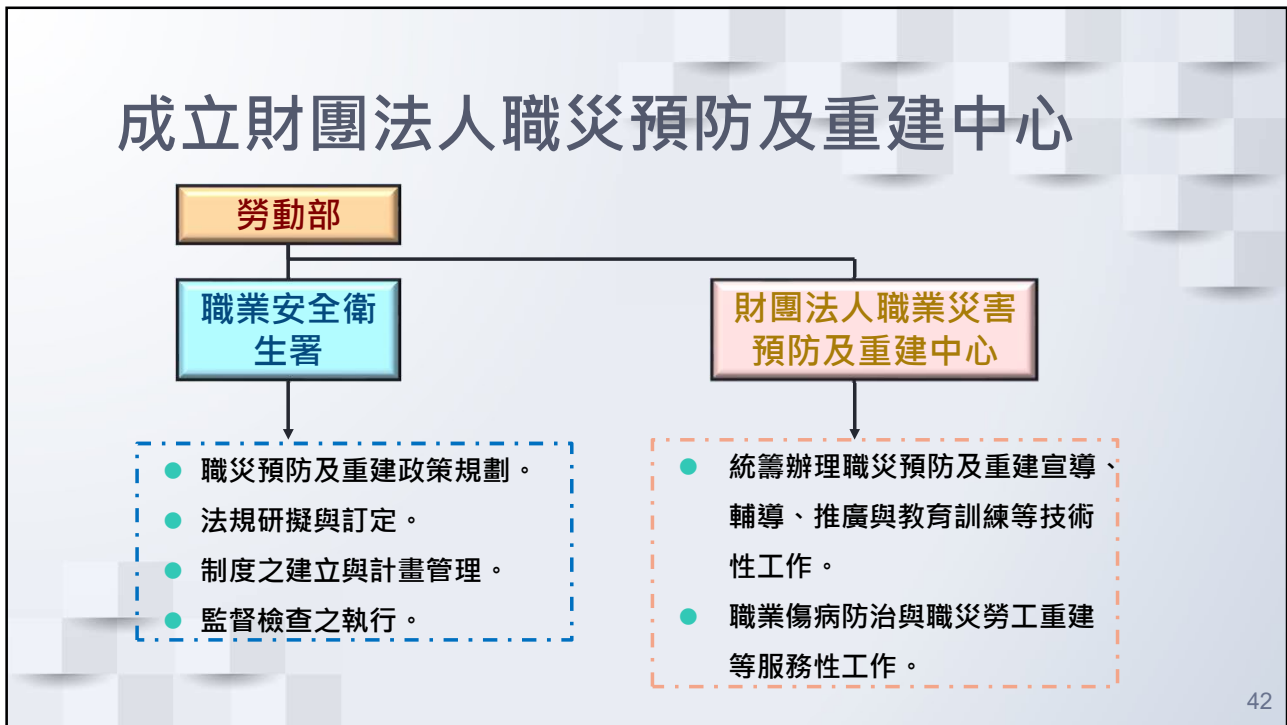 成立財團法人職災預防及重建中心
勞動部
職業安全衛
生署
財團法人職業災害
預防及重建中心
● 職災預防及重建政策規劃。
● 法規研擬與訂定。
● 制度之建立與計畫管理。
● 監督檢查之執行。
● 統籌辦理職災預防及重建宣導、
輔導、推廣與教育訓練等技術
性工作。
● 職業傷病防治與職災勞工重建
等服務性工作。
42